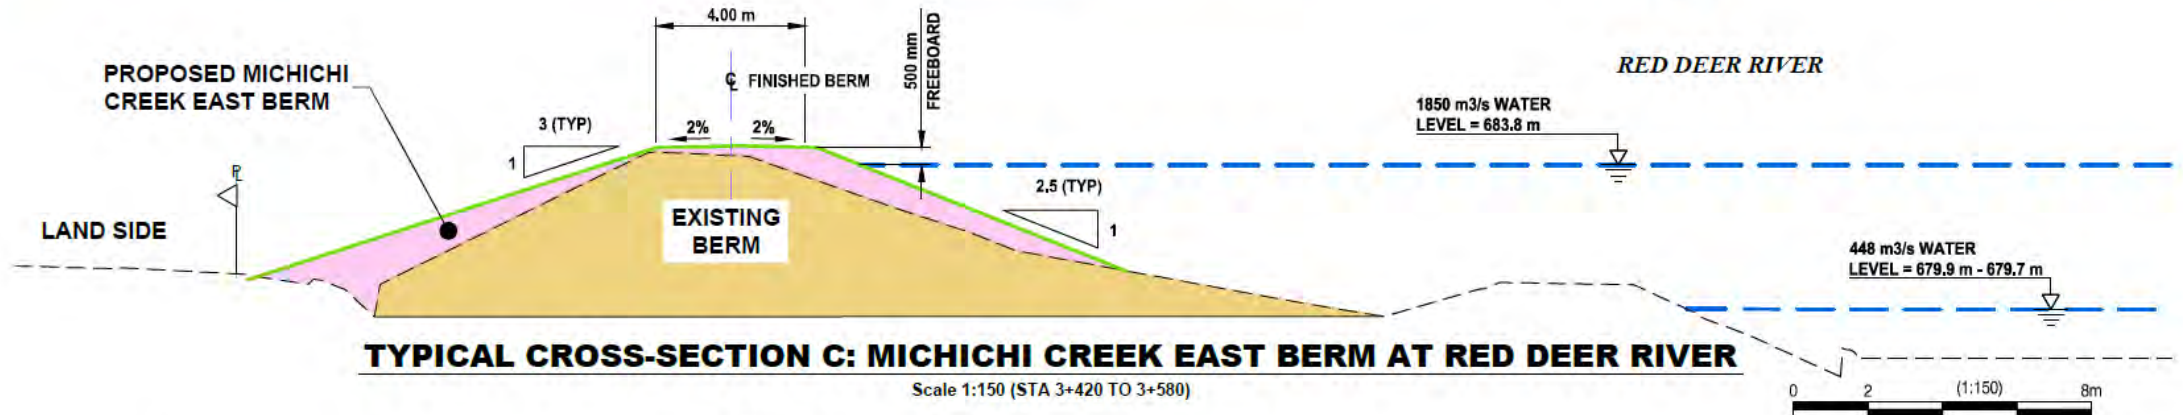 4.00 m
500 mm
FREEBOARD
RED DEER RIVER
PROPOSED MICHICHI
CREEK EAST BERM
℄ FINISHED BERM
1850 m3/s WATER
LEVEL = 683.8 m
3 (TYP)
1
2%
2%
2.5 (TYP)
1
℄
LAND SIDE
EXISTING
BERM
448 m3/s WATER
LEVEL = 679.9 m - 679.7 m
TYPICAL CROSS-SECTION C: MICHICHI CREEK EAST BERM AT RED DEER RIVER
Scale 1:150 (STA 3+420 TO 3+580)
0
2
(1:150)
8m